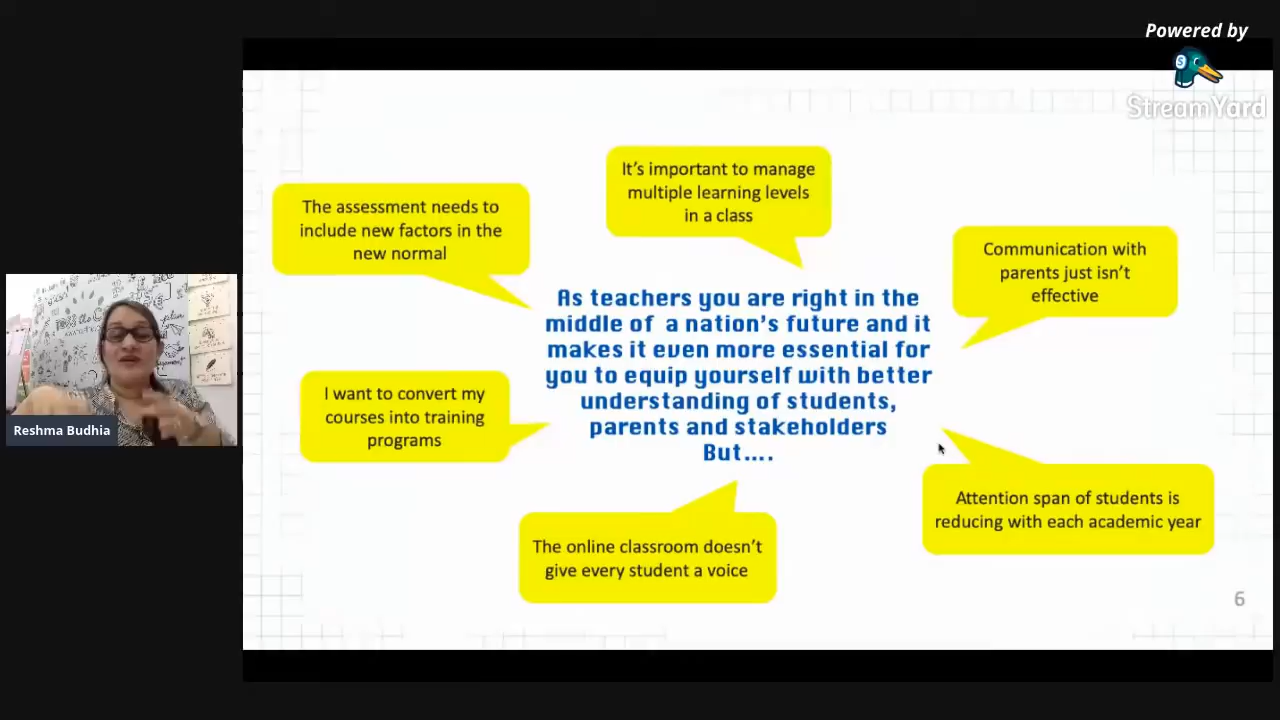 Powered by
StreamYard
It's important to manage
multiple learning levels
in a class
The assessment needs to
include new factors in the
new normal
Communication with
parents just isn't
effective
As teachers you are right in the
middle of a nation's future and it
makes it even more essential for
you to equip yourself with better
understanding of students,
parents and stakeholders
But....
I want to convert my
courses into training
programs
Reshma Budhia
Attention span of students is
reducing with each academic year
The online classroom doesn't
give every student a voice
6